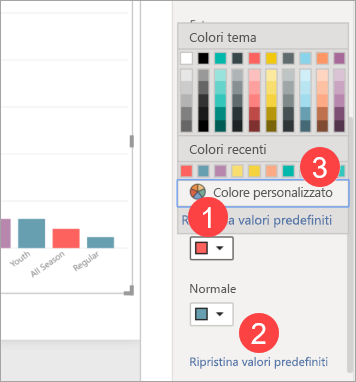 Colori tema
Colori recenti
3
Colore personalizzato
1
Ripristina valori predefiniti
Youth
All Season
Regular
Normale
2
Ripristina valori predefiniti